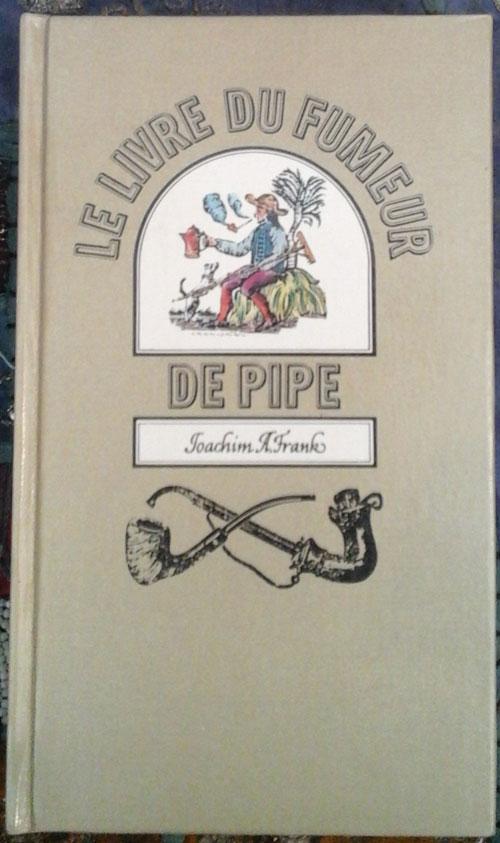 LE LIVRE DU FUMEUR
DE PIPE
Joachim A. Frank